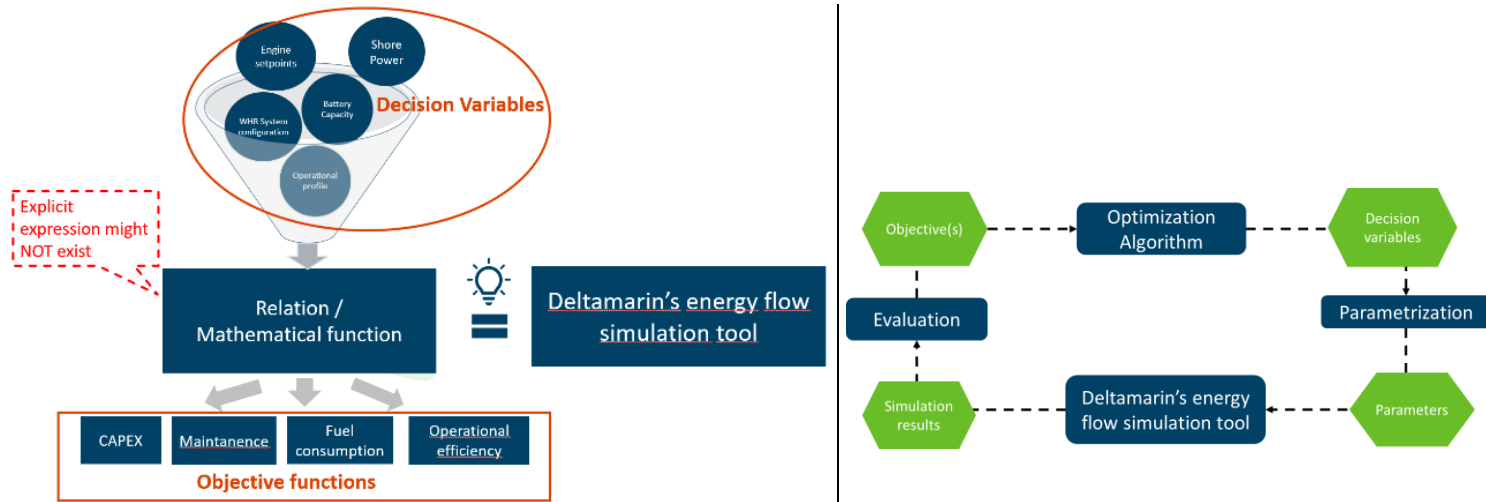 Engine
setpoints
Shore
Power
WHR System
configuration
Battery
Capacity
Decision Variables
Operational
profile
Explicit
expression might
NOT exist
Relation /
Mathematical function
Deltamarin's energy flow
simulation tool
CAPEX
Maintanence
Fuel
consumption
Operational
efficiency
Objective functions
Objective(s)
Optimization
Algorithm
Decision
variables
Evaluation
Parametrization
Simulation
results
Deltamarin's energy
flow simulation tool
Parameters